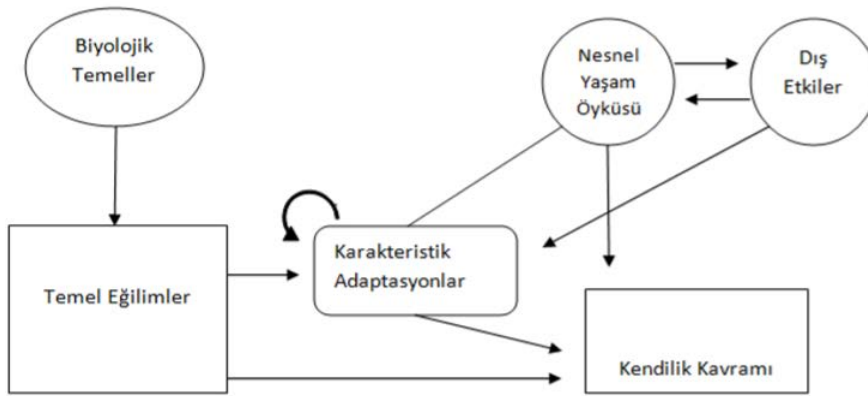 Biyolojik
Temeller
Nesnel
Yaşam
Öyküsü
Dış
Etkiler
Karakteristik
Adaptasyonlar
Temel Eğilimler
Kendilik Kavramı